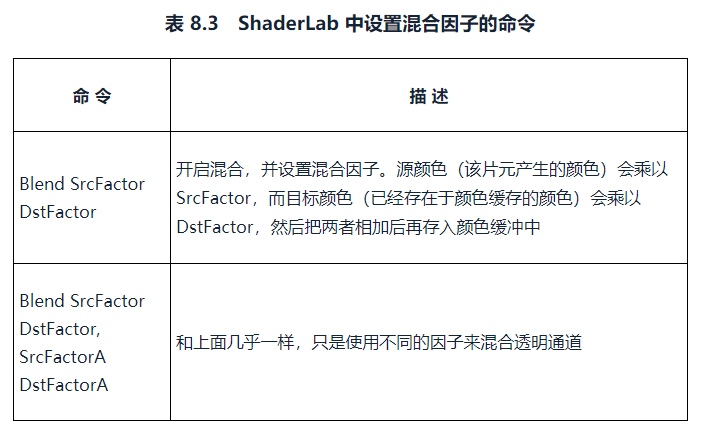 表 8.3 ShaderLab 中设置混合因子的命令
命 令
描 述
Blend SrcFactor
DstFactor
开启混合，并设置混合因子。源颜色（该片元产生的颜色）会乘以
SrcFactor，而目标颜色（已经存在于颜色缓存的颜色）会乘以
DstFactor，然后把两者相加后再存入颜色缓冲中
Blend SrcFactor
DstFactor,
SrcFactorA
DstFactorA
和上面几乎一样，只是使用不同的因子来混合透明通道